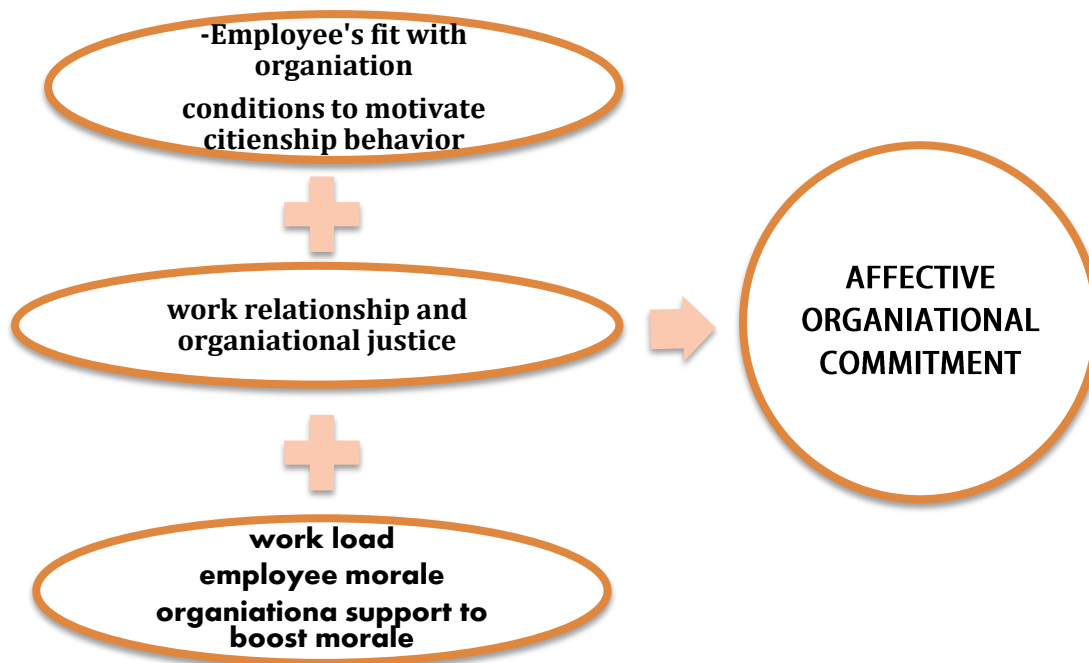 -Employee's fit with
organiation
conditions to motivate
citienship behavior
work relationship and
organiational justice
work load
employee morale
organiationa support to
boost morale
AFFECTIVE
ORGANIATIONAL
COMMITMENT